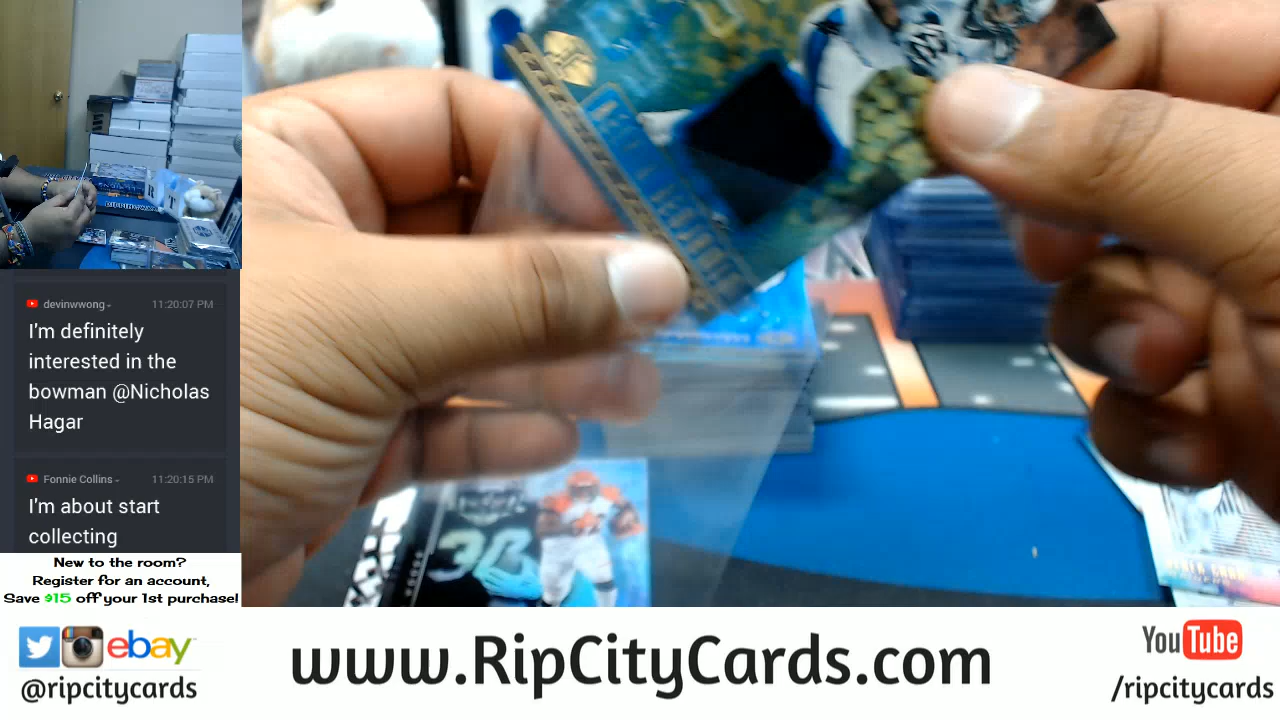 devinwwong
11:20:07 PM
I'm definitely
interested in the
bowman @Nicholas
Hagar
Fonnie Collins
11:20:15 PM
I'm about start
collecting
New to the room?
Register for an account,
Save $15 off your 1st purchase!
ebay
@ripcitycards
www.RipCityCards.com
YouTube
/ripcitycards